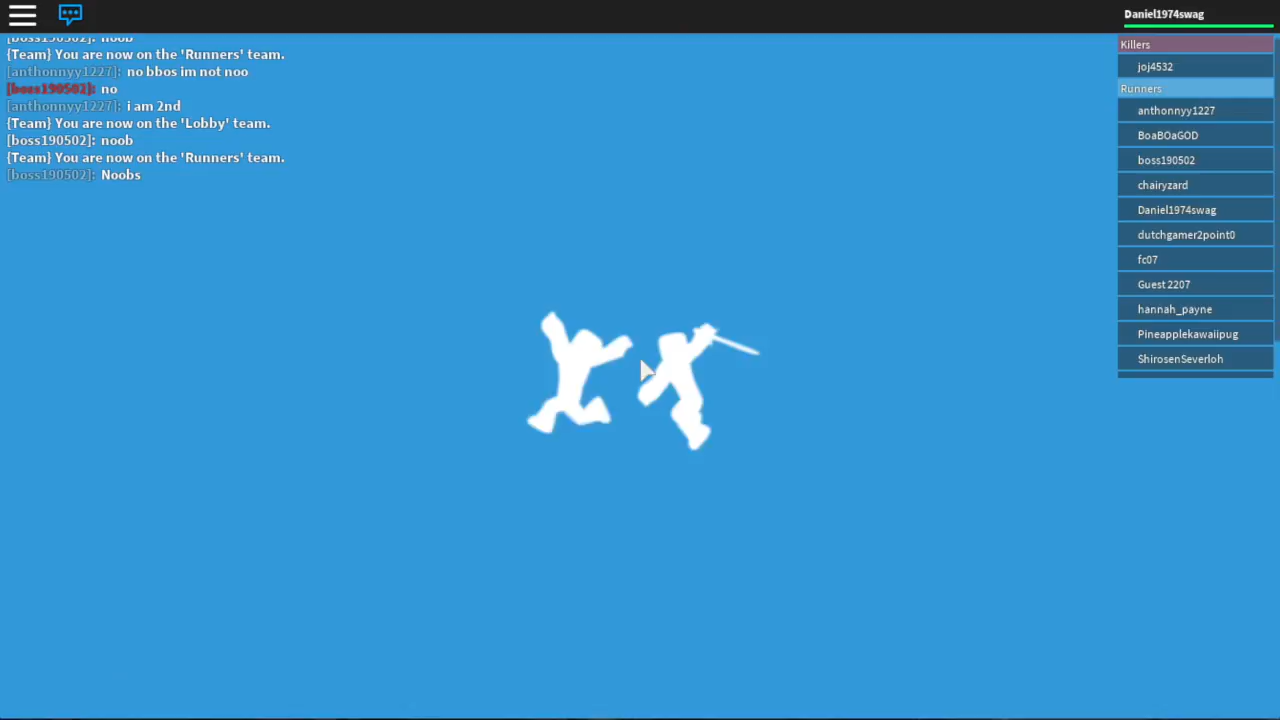 Daniel1974swag
[boss190502]: noob
{Team} You are now on the 'Runners' team.
[anthonnyy1227]: no bbos im not noo
[boss190502]: no
[anthonnyy1227]: i am 2nd
{Team} You are now on the 'Lobby' team.
[boss190502]: noob
{Team} You are now on the 'Runners' team.
[boss190502]: Noobs
Killers
joj4532
Runners
anthonnyy1227
BoaBOaGOD
boss190502
chairyzard
Daniel1974swag
dutchgamer2point0
fc07
Guest 2207
hannah_payne
Pineapplekawaiipug
ShirosenSeverloh